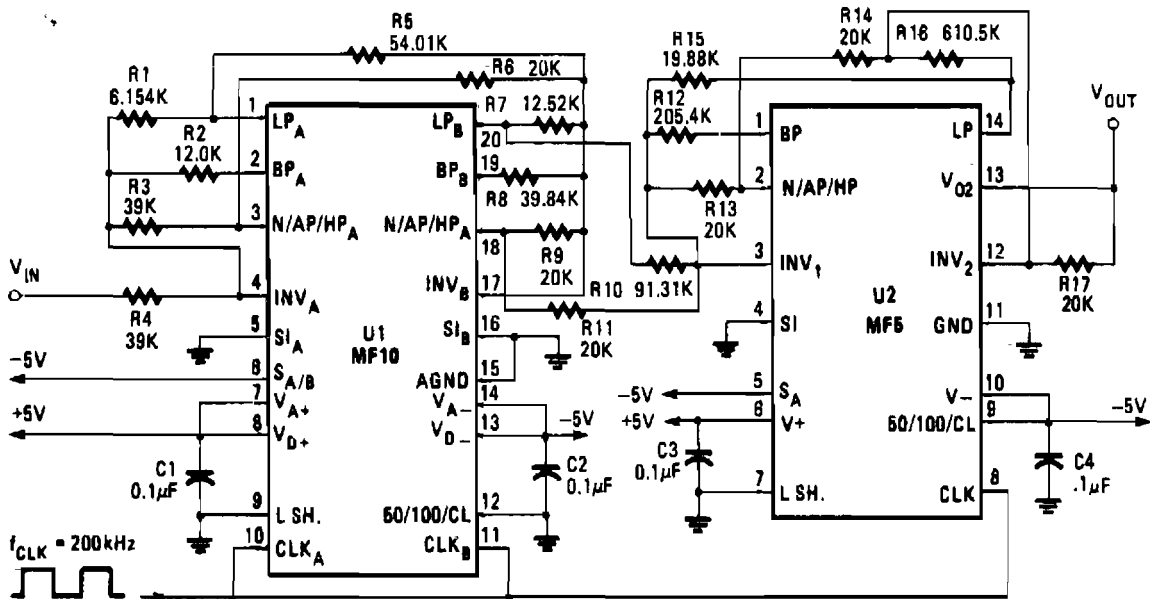 R5
54.01K
R6 20K
R1
6.154K
R2
12.0K
R3
39K
V_IN
R4
39K
-5V
+5V
C1
0.1µF
f_CLK = 200kHz
1
LP_A
2
BP_A
3
N/AP/HP_A
4
INV_A
5
SI_A
6
S_A/B
7
V_A+
8
V_D+
9
L SH.
10
CLK_A
U1
MF10
LP_B
20
BP_B
19
N/AP/HP_A
18
INV_B
17
SI_B
16
AGND
15
V_A-
14
V_D-
13
50/100/CL
12
CLK_B
11
R7 12.52K
R8 39.84K
R9
20K
R10
91.31K
R11
20K
-5V
C2
0.1µF
R14
20K
R16 610.5K
R15
19.88K
R12
205.4K
R13
20K
1
BP
2
N/AP/HP
3
INV_1
4
SI
5
S_A
6
V+
7
L SH.
U2
MF5
LP
14
V_O2
13
INV_2
12
GND
11
V-
10
50/100/CL
9
CLK
8
V_OUT
R17
20K
-5V
+5V
C3
0.1µF
-5V
C4
.1µF